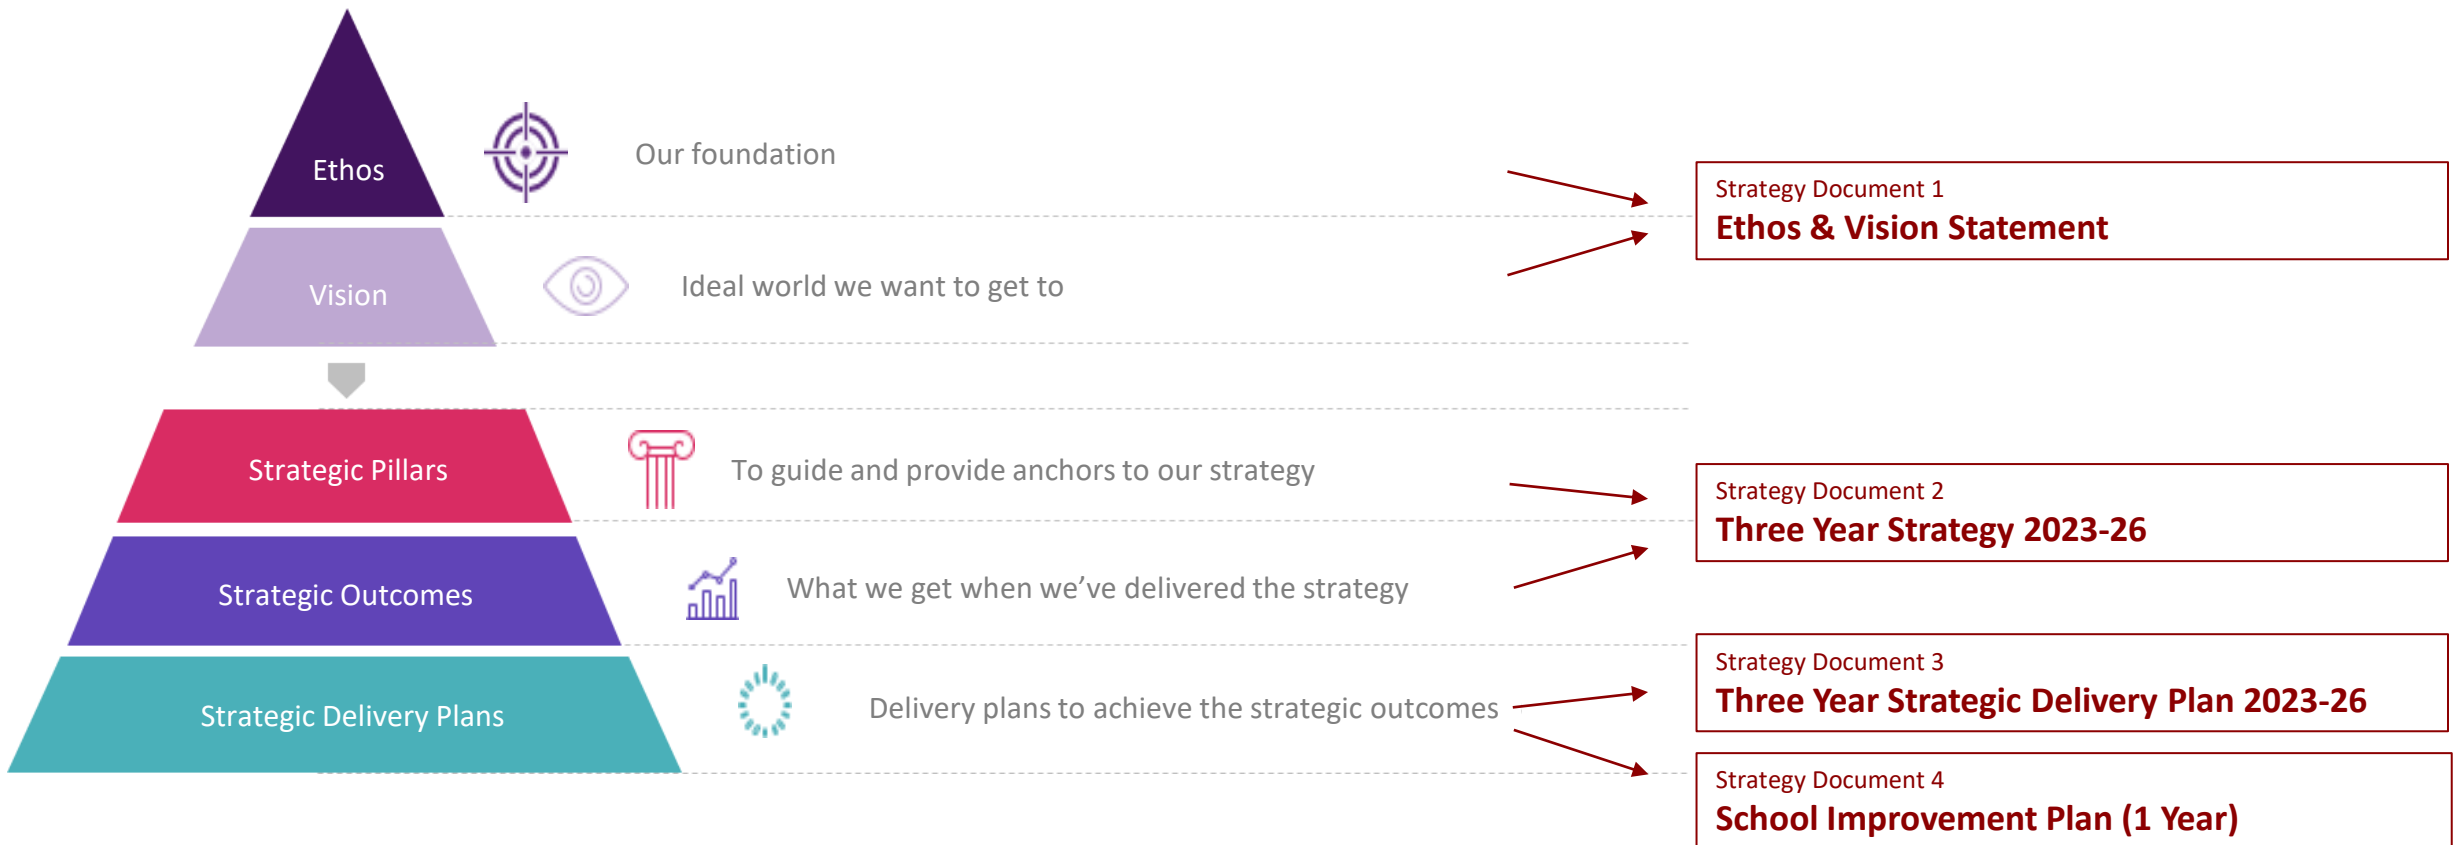 Ethos
Our foundation
Strategy Document 1
Ethos & Vision Statement
Vision
Ideal world we want to get to
Strategic Pillars
To guide and provide anchors to our strategy
Strategy Document 2
Three Year Strategy 2023-26
Strategic Outcomes
What we get when we’ve delivered the strategy
Strategy Document 3
Three Year Strategic Delivery Plan 2023-26
Strategic Delivery Plans
Delivery plans to achieve the strategic outcomes
Strategy Document 4
School Improvement Plan (1 Year)